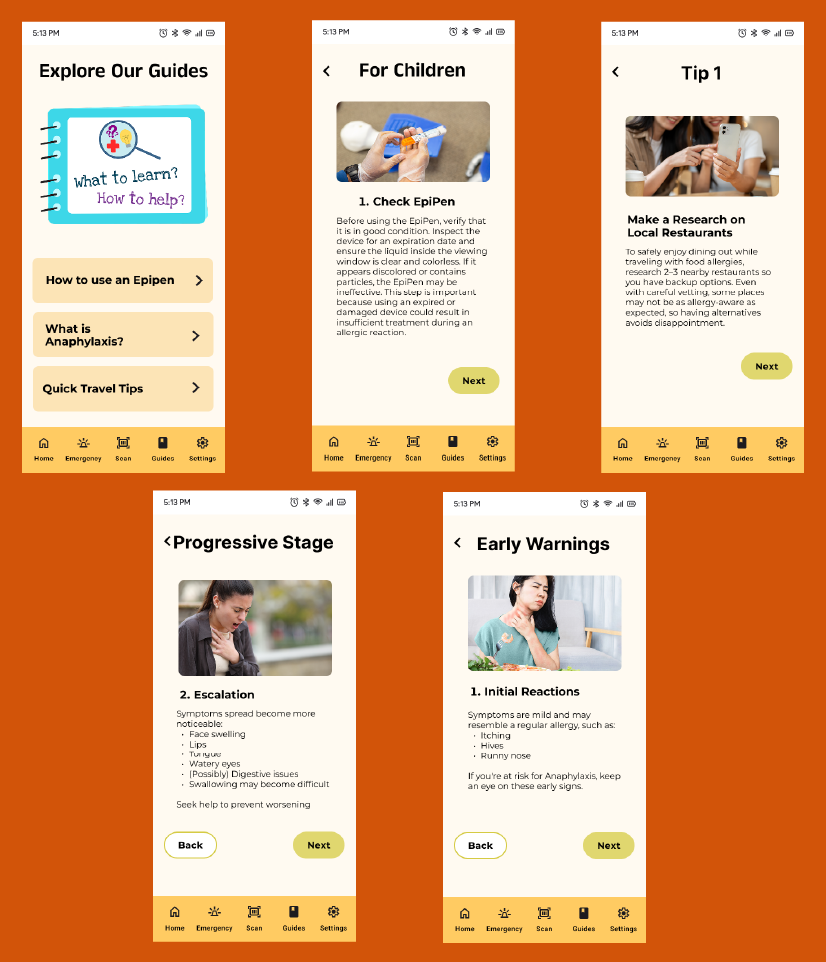 5:13 PM
Explore Our Guides
What to learn?
How to help?
How to use an Epipen
What is
Anaphylaxis?
Quick Travel Tips
Home Emergency Scan Guides Settings
5:13 PM
For Children
1. Check EpiPen
Before using the EpiPen, verify that
it is in good condition. Inspect the
device for an expiration date and
ensure the liquid inside the viewing
window is clear and colorless. If it
appears discolored or contains
particles, the EpiPen may be
ineffective. This step is important
because using an expired or
damaged device could result in
insufficient treatment during an
allergic reaction.
Next
Home Emergency Scan Guides Settings
5:13 PM
Tip 1
Make a Research on
Local Restaurants
To safely enjoy dining out while
traveling with food allergies,
research 2–3 nearby restaurants so
you have backup options. Even
with careful vetting, some places
may not be as allergy-aware as
expected, so having alternatives
avoids disappointment.
Next
Home Emergency Scan Guides Settings
5:13 PM
Progressive Stage
2. Escalation
Symptoms spread become more
noticeable:
• Face swelling
• Lips
• Tongue
• Watery eyes
• (Possibly) Digestive issues
• Swallowing may become difficult
Seek help to prevent worsening
Back Next
Home Emergency Scan Guides Settings
5:13 PM
Early Warnings
1. Initial Reactions
Symptoms are mild and may
resemble a regular allergy, such as:
• Itching
• Hives
• Runny nose
If you're at risk for Anaphylaxis, keep
an eye on these early signs.
Back Next
Home Emergency Scan Guides Settings